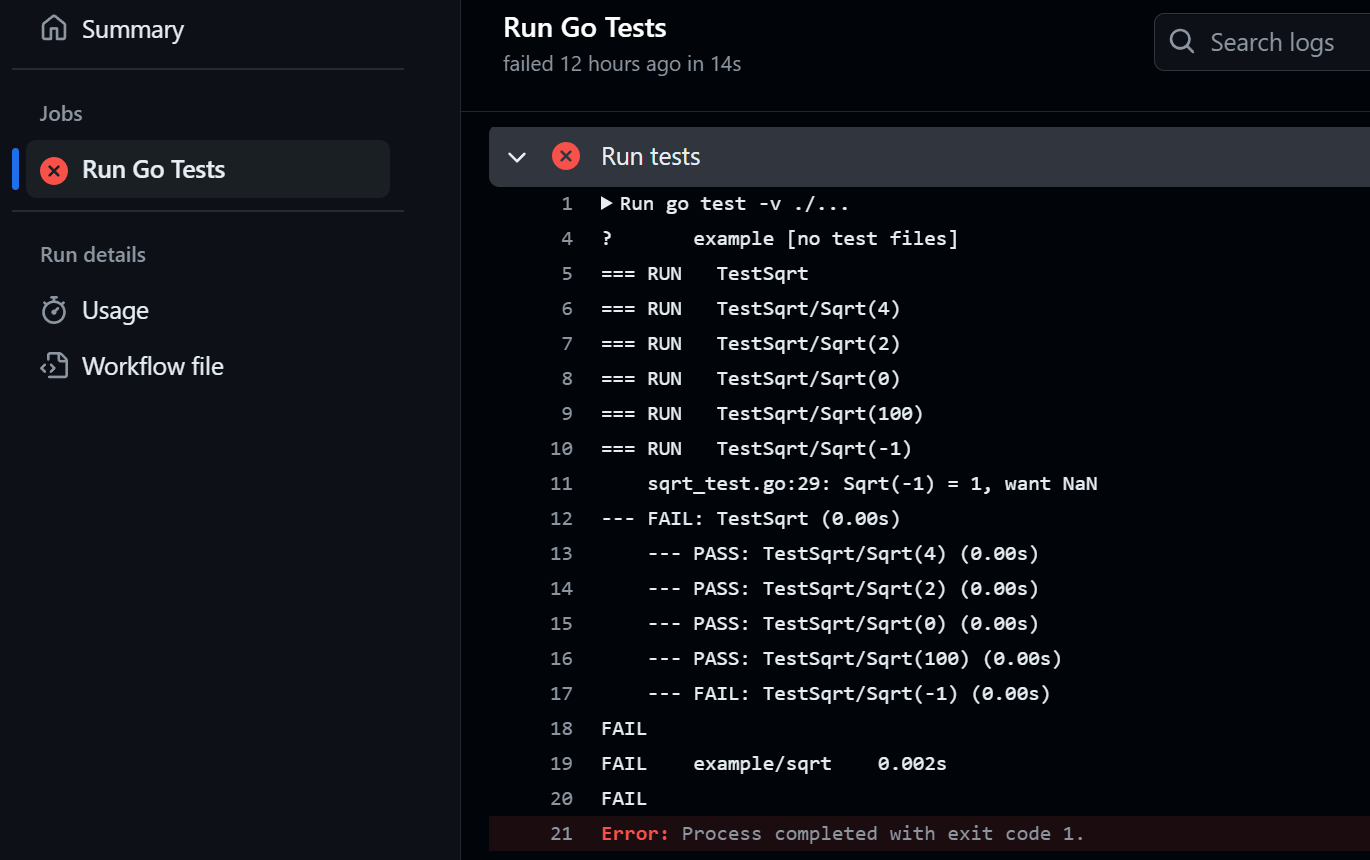 Summary
Jobs
Run Go Tests
Run details
Usage
Workflow file
Run Go Tests
failed 12 hours ago in 14s
Search logs
Run tests
1 Run go test -v ./...
4 ? example [no test files]
5 === RUN TestSqrt
6 === RUN TestSqrt/Sqrt(4)
7 === RUN TestSqrt/Sqrt(2)
8 === RUN TestSqrt/Sqrt(0)
9 === RUN TestSqrt/Sqrt(100)
10 === RUN TestSqrt/Sqrt(-1)
11 sqrt_test.go:29: Sqrt(-1) = 1, want NaN
12 --- FAIL: TestSqrt (0.00s)
13 --- PASS: TestSqrt/Sqrt(4) (0.00s)
14 --- PASS: TestSqrt/Sqrt(2) (0.00s)
15 --- PASS: TestSqrt/Sqrt(0) (0.00s)
16 --- PASS: TestSqrt/Sqrt(100) (0.00s)
17 --- FAIL: TestSqrt/Sqrt(-1) (0.00s)
18 FAIL
19 FAIL example/sqrt 0.002s
20 FAIL
21 Error: Process completed with exit code 1.